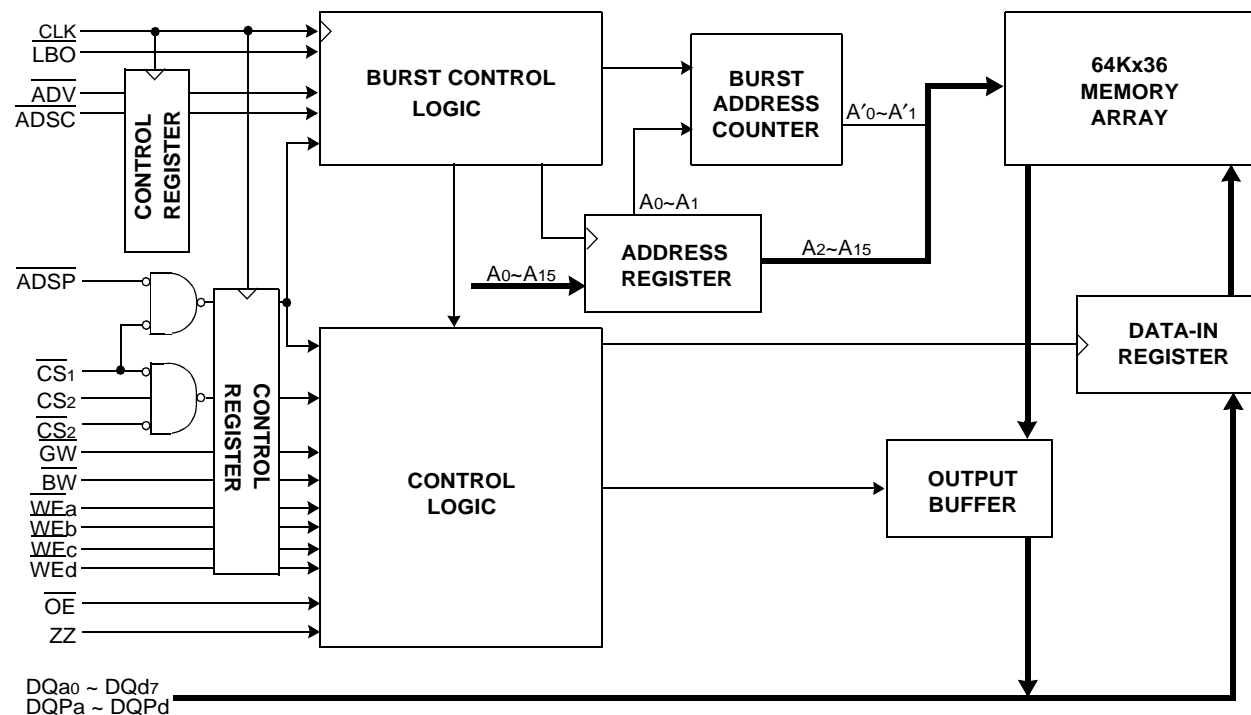 CLK
LBO
ADV
ADSC
CONTROL
REGISTER
BURST CONTROL
LOGIC
BURST
ADDRESS
COUNTER
A′0~A′1
64Kx36
MEMORY
ARRAY
A0~A1
ADDRESS
REGISTER
A2~A15
A0~A15
ADSP
CS1
CS2
CS2
GW
BW
WEa
WEb
WEc
WEd
OE
ZZ
CONTROL
REGISTER
CONTROL
LOGIC
DATA-IN
REGISTER
OUTPUT
BUFFER
DQa0 ~ DQd7
DQPa ~ DQPd